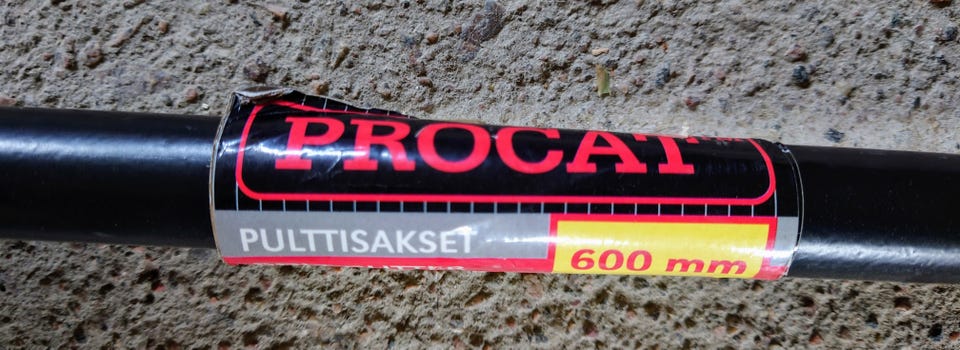 PROCAT
PULTTISAKSET
600 mm